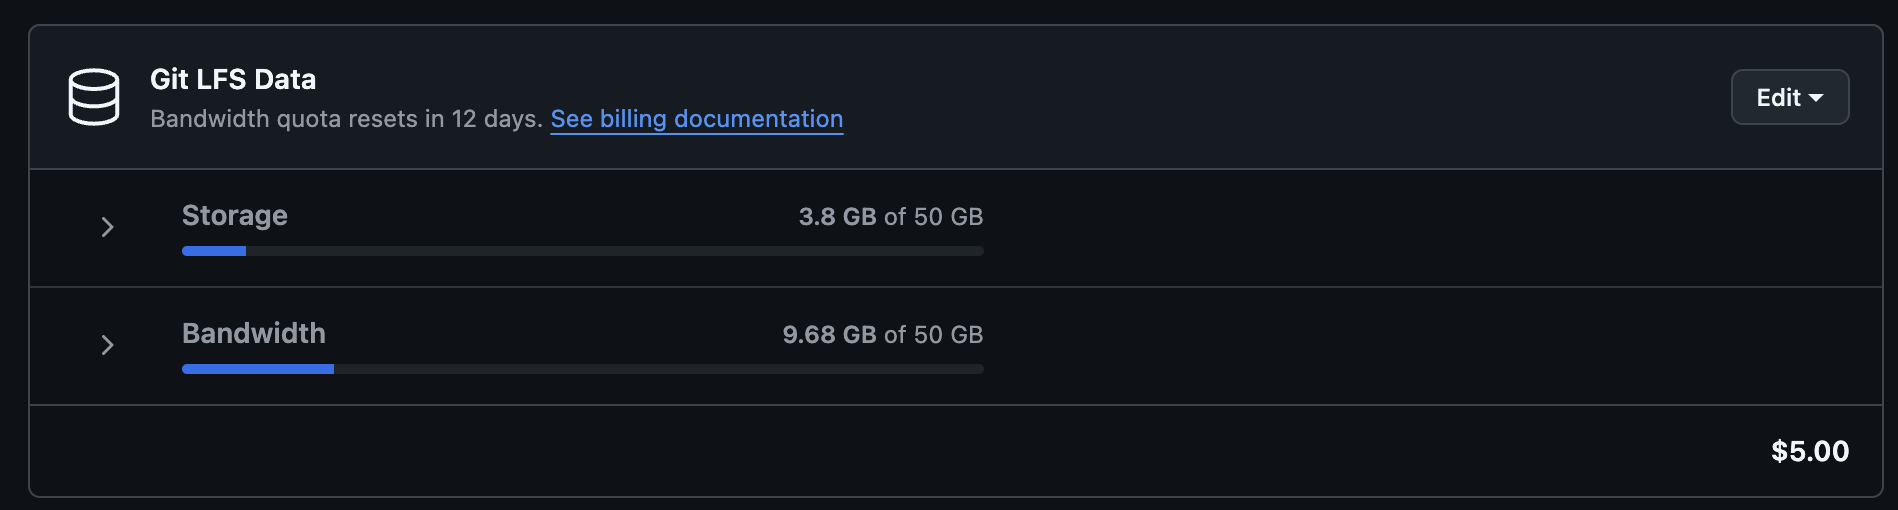 Git LFS Data
Bandwidth quota resets in 12 days. See billing documentation
Edit
Storage
3.8 GB of 50 GB
Bandwidth
9.68 GB of 50 GB
$5.00